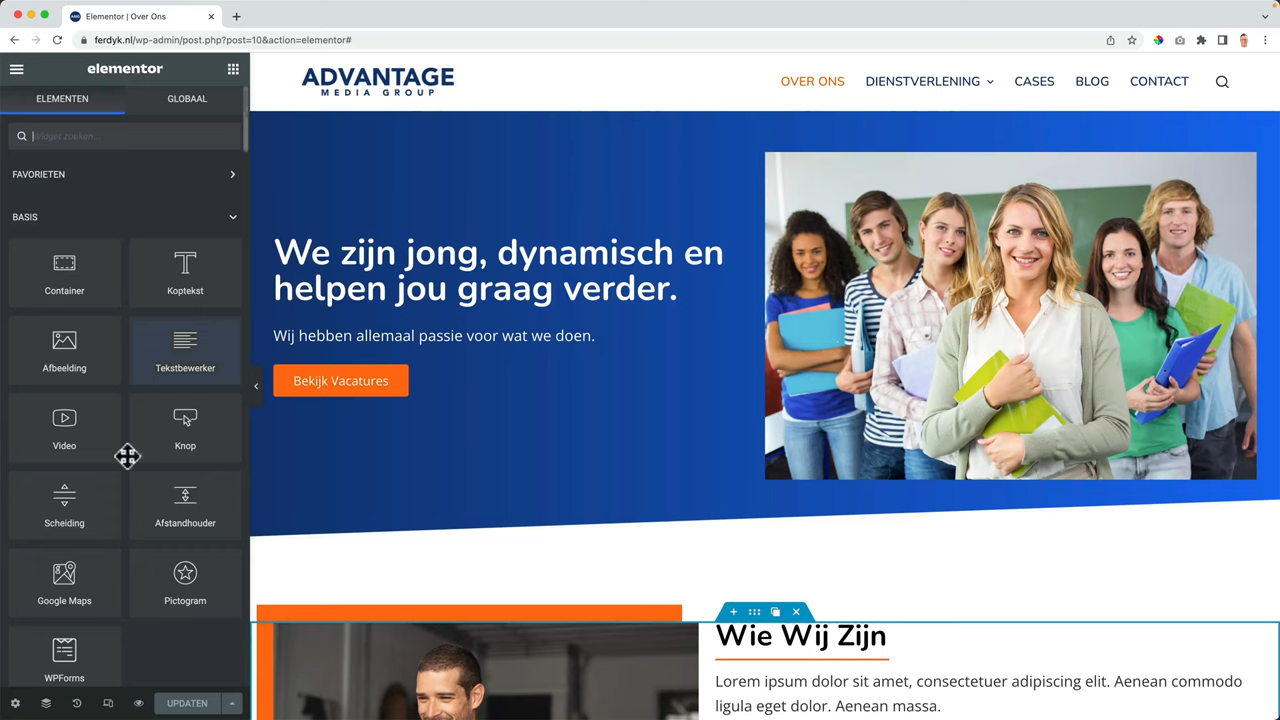 Elementor | Over Ons
ferdyk.nl/wp-admin/post.php?post=10&action=elementor#
elementor
ELEMENTEN
GLOBAAL
Widget zoeken...
FAVORIETEN
BASIS
Container
Koptekst
Afbeelding
Tekstbewerker
Video
Knop
Scheiding
Afstandhouder
Google Maps
Pictogram
WPForms
UPDATEN
ADVANTAGE
MEDIA GROUP
OVER ONS
DIENSTVERLENING
CASES
BLOG
CONTACT
We zijn jong, dynamisch en
helpen jou graag verder.
Wij hebben allemaal passie voor wat we doen.
Bekijk Vacatures
Wie Wij Zijn
Lorem ipsum dolor sit amet, consectetuer adipiscing elit. Aenean commodo
ligula eget dolor. Aenean massa.